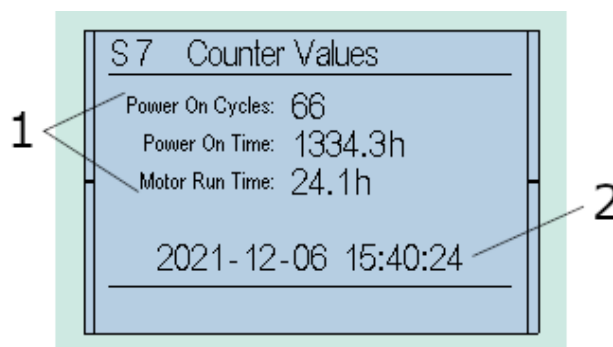 S 7 Counter Values
Power On Cycles: 66
1
Power On Time: 1334.3h
Motor Run Time: 24.1h
2
2021-12-06 15:40:24